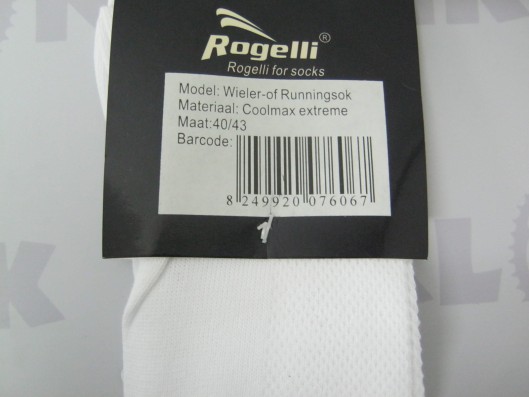 Rogelli®
Rogelli for socks
Model: Wieler-of Runningsok
Materiaal: Coolmax extreme
Maat:40/43
Barcode:
8 249920 076067